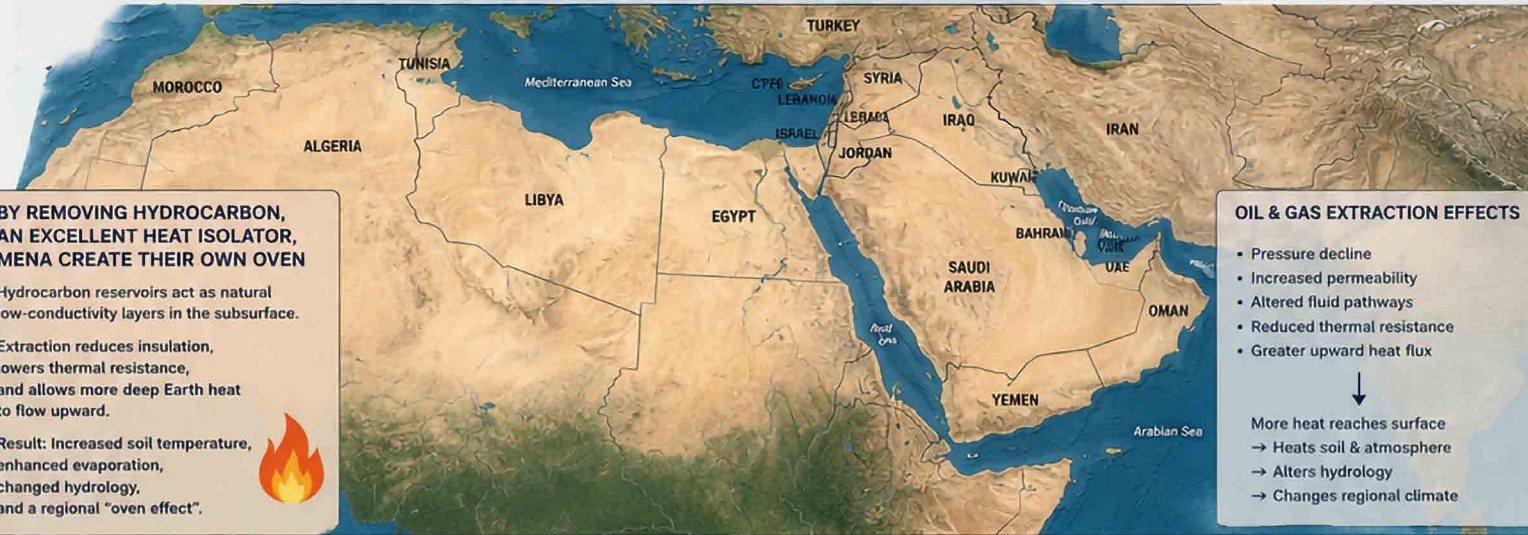 TURKEY
TUNISIA
Mediterranean Sea
SYRIA
MOROCCO
LEBANON
IRAQ
ISRAEL
IRAN
ALGERIA
JORDAN
KUWAI
LIBYA
EGYPT
BAHRAIN
UAE
SAUDI
ARABIA
OMAN
YEMEN
Arabian Sea
BY REMOVING HYDROCARBON,
AN EXCELLENT HEAT ISOLATOR,
MENA CREATE THEIR OWN OVEN
Hydrocarbon reservoirs act as natural
low-conductivity layers in the subsurface.
Extraction reduces insulation,
lowers thermal resistance,
and allows more deep Earth heat
to flow upward.
Result: Increased soil temperature,
enhanced evaporation,
changed hydrology,
and a regional “oven effect”.
OIL & GAS EXTRACTION EFFECTS
• Pressure decline
• Increased permeability
• Altered fluid pathways
• Reduced thermal resistance
• Greater upward heat flux
↓
More heat reaches surface
→ Heats soil & atmosphere
→ Alters hydrology
→ Changes regional climate